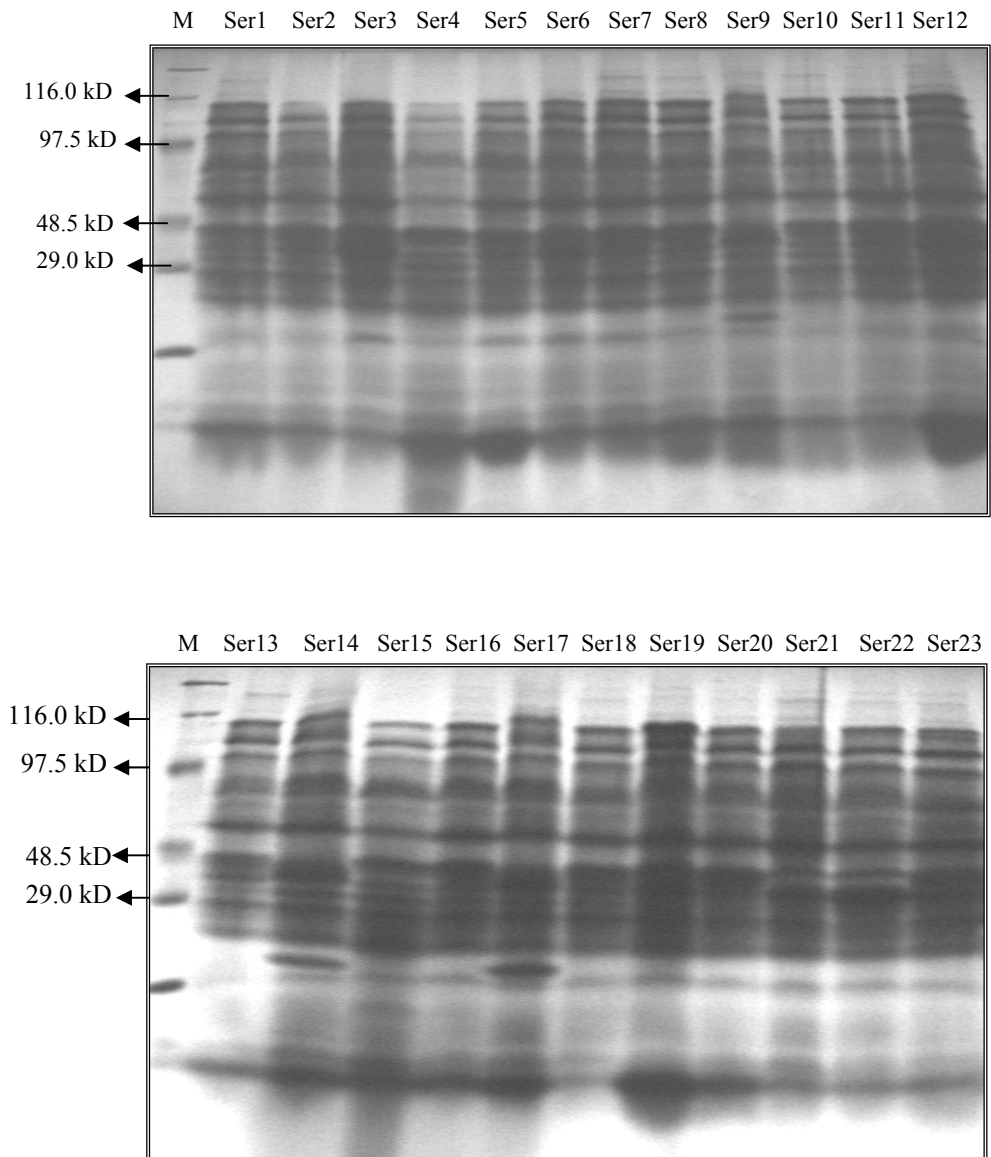 M Ser1 Ser2 Ser3 Ser4 Ser5 Ser6 Ser7 Ser8 Ser9 Ser10 Ser11 Ser12
116.0 kD
97.5 kD
48.5 kD
29.0 kD
M Ser13 Ser14 Ser15 Ser16 Ser17 Ser18 Ser19 Ser20 Ser21 Ser22 Ser23
116.0 kD
97.5 kD
48.5 kD
29.0 kD